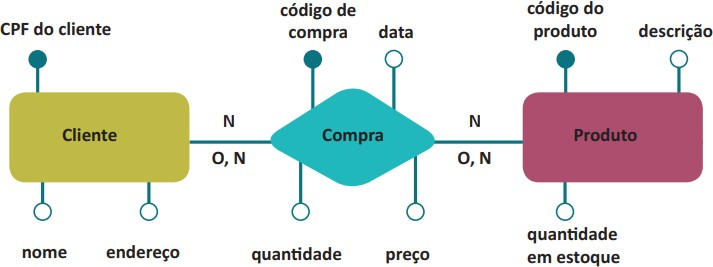 CPF do cliente
código de
compra
data
código do
produto
descrição
Cliente
N
O, N
Compra
N
O, N
Produto
nome
endereço
quantidade
preço
quantidade
em estoque